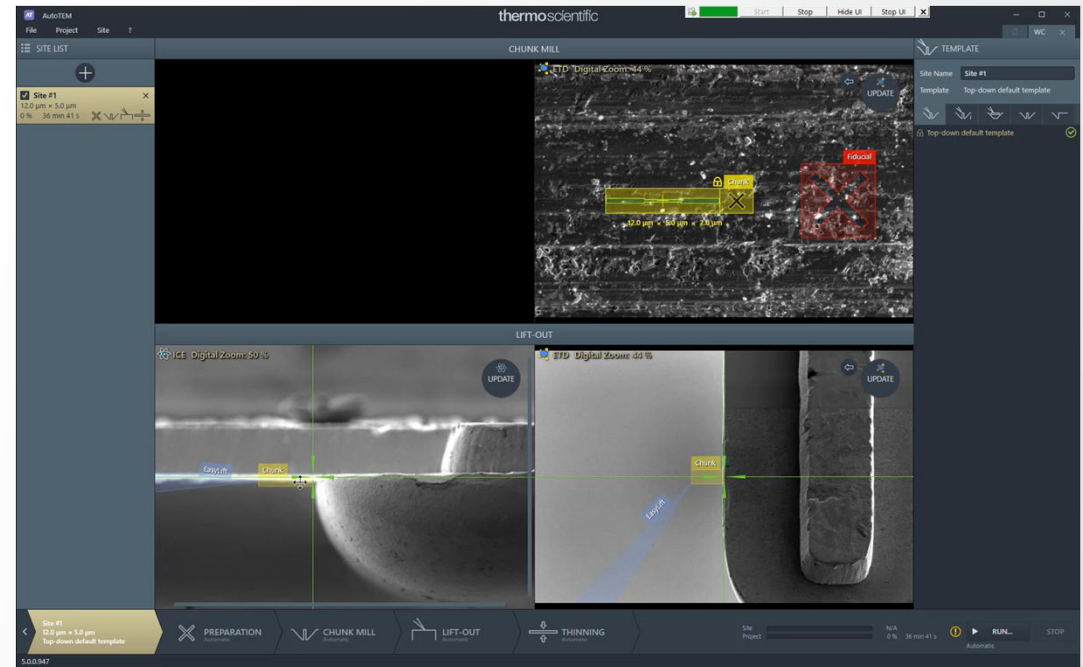 AutoTEM
thermoscientific
Start
Stop
Hide UI
Stop UI
X
File
Project
Site
?
WC
SITE LIST
CHUNK MILL
TEMPLATE
Site #1
12.0 µm × 5.0 µm
0 % 36 min 41 s
ETD Digital Zoom: 44 %
UPDATE
Fiducial
Chunk
12.0 µm × 5.0 µm × 2.0 µm
Site Name Site #1
Template Top-down default template
Top-down default template
LIFT-OUT
ICE Digital Zoom: 50 %
UPDATE
EasyLift
Chunk
ETD Digital Zoom: 44 %
UPDATE
Chunk
EasyLift
Site #1
12.0 µm × 5.0 µm
Top-down default template
PREPARATION
Automatic
CHUNK MILL
Automatic
LIFT-OUT
Automatic
THINNING
Automatic
Site
N/A
Project
0 % 36 min 41 s
RUN...
Automatic
STOP
5.0.0.947